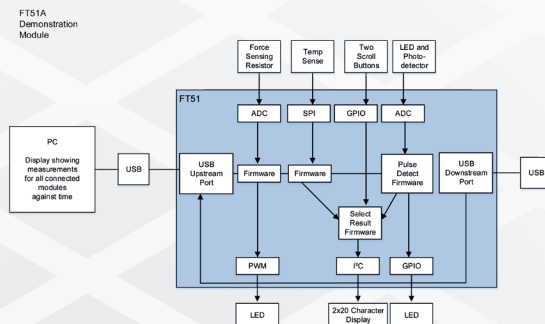 FT51A
Demonstration
Module
Force
Sensing
Resistor
Temp
Sense
Two
Scroll
Buttons
LED and
Photo-
detector
FT51
ADC
SPI
GPIO
ADC
PC
Display showing
measurements
for all connected
modules
against time
USB
USB
Upstream
Port
Firmware
Firmware
Pulse
Detect
Firmware
USB
Downstream
Port
USB
Select
Result
Firmware
PWM
I²C
GPIO
LED
2x20 Character
Display
LED